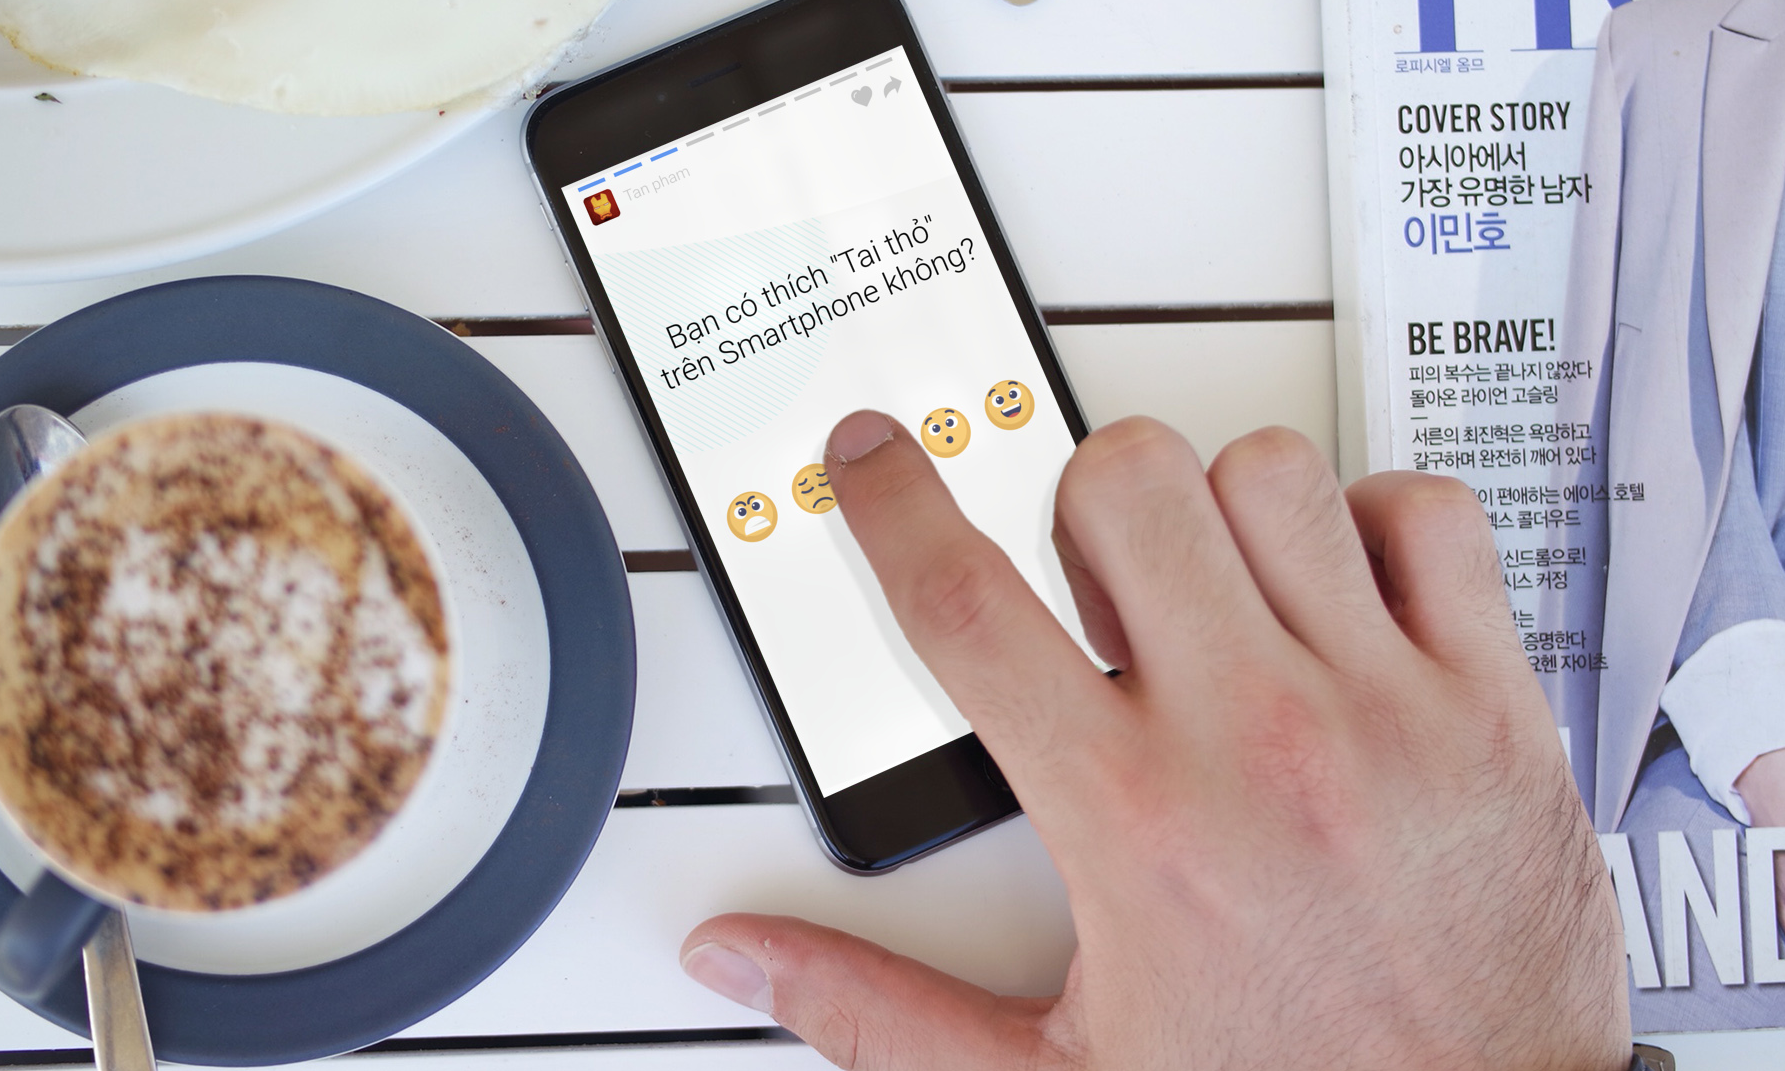 Tan pham
Bạn có thích "Tai thỏ"
trên Smartphone không?
로피시엘 옴므
COVER STORY
아시아에서
가장 유명한 남자
이민호
BE BRAVE!
피의 복수는 끝나지 않았다
돌아온 라이언 고슬링
서른의 최진혁은 욕망하고
갈구하며 완전히 깨어 있다
이 편애하는 에이스 호텔
렉스 콜더우드
신드롬으로!
시스 커정
증명한다
요헨 자이츠
AND